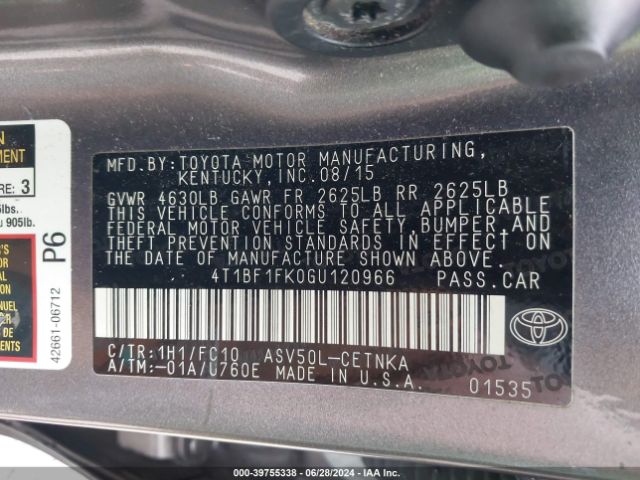 MFD.BY:TOYOTA MOTOR MANUFACTURING,
KENTUCKY, INC.08/15
GVWR 4630LB GAWR FR 2625LB RR 2625LB
THIS VEHICLE CONFORMS TO ALL APPLICABLE
FEDERAL MOTOR VEHICLE SAFETY,BUMPER,AND
THEFT PREVENTION STANDARDS IN EFFECT ON
THE DATE OF MANUFACTURE SHOWN ABOVE.
4T1BF1FK0GU120966 PASS.CAR
C/TR:1H1/FC10 ASV50L-CETNKA
A/TM:-01A/U760E MADE IN U.S.A.
01535
3
905lb.
P6
42661-06712
000-39755338 - 06/28/2024 - IAA